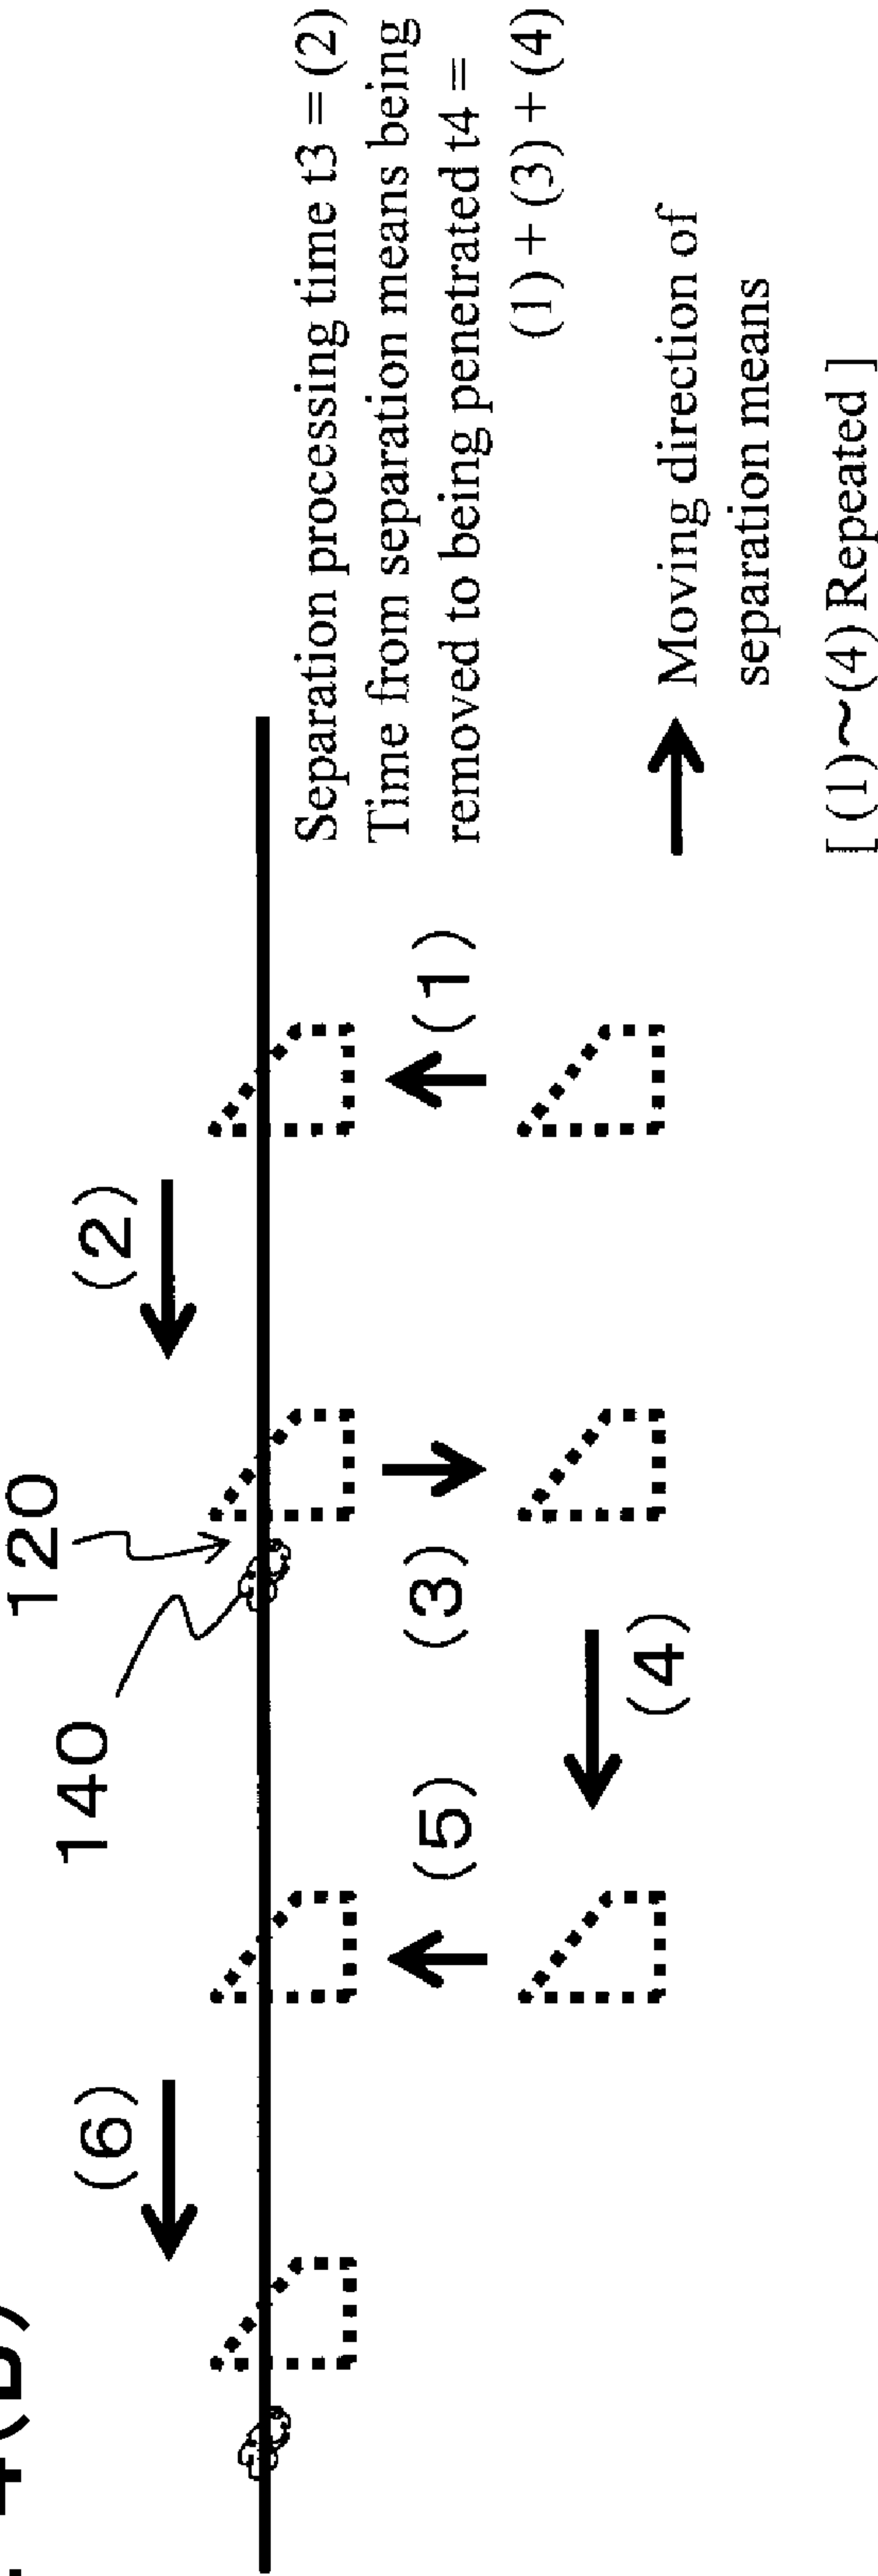 120
140
(6)
(2)
(5)
(3)
(1)
(4)
Separation processing time t3 = (2)
Time from separation means being
removed to being penetrated t4 =
(1) + (3) + (4)
Moving direction of
separation means
[ (1)~(4) Repeated ]